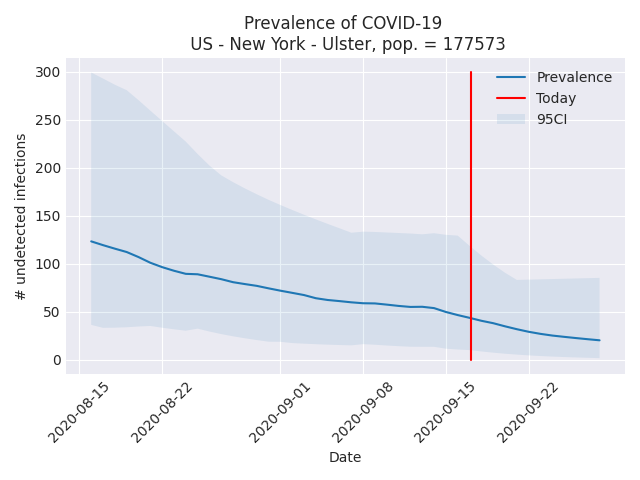 Prevalence of COVID-19
US - New York - Ulster, pop. = 177573
Prevalence
Today
95CI
# undetected infections
300
250
200
150
100
50
0
2020-08-15
2020-08-22
2020-09-01
2020-09-08
2020-09-15
2020-09-22
Date